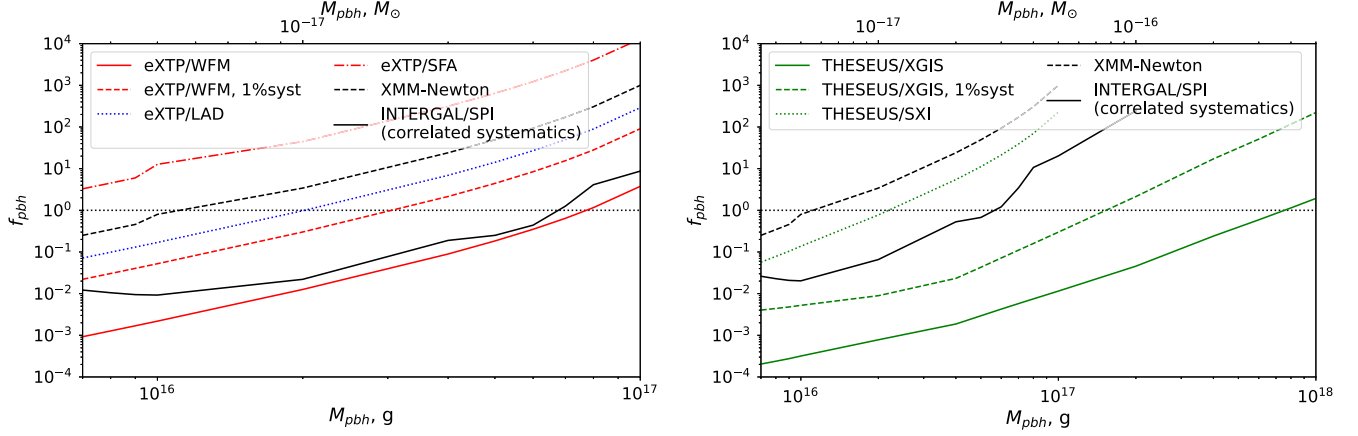 M_pbh, M_⊙
10^-17
10^4
10^3
10^2
10^1
10^0
10^-1
10^-2
10^-3
10^-4
f_pbh
eXTP/WFM
eXTP/WFM, 1%syst
eXTP/LAD
eXTP/SFA
XMM-Newton
INTERGAL/SPI
(correlated systematics)
10^16
10^17
M_pbh, g
M_pbh, M_⊙
10^-17
10^-16
10^4
10^3
10^2
10^1
10^0
10^-1
10^-2
10^-3
10^-4
f_pbh
THESEUS/XGIS
THESEUS/XGIS, 1%syst
THESEUS/SXI
XMM-Newton
INTERGAL/SPI
(correlated systematics)
10^16
10^17
10^18
M_pbh, g